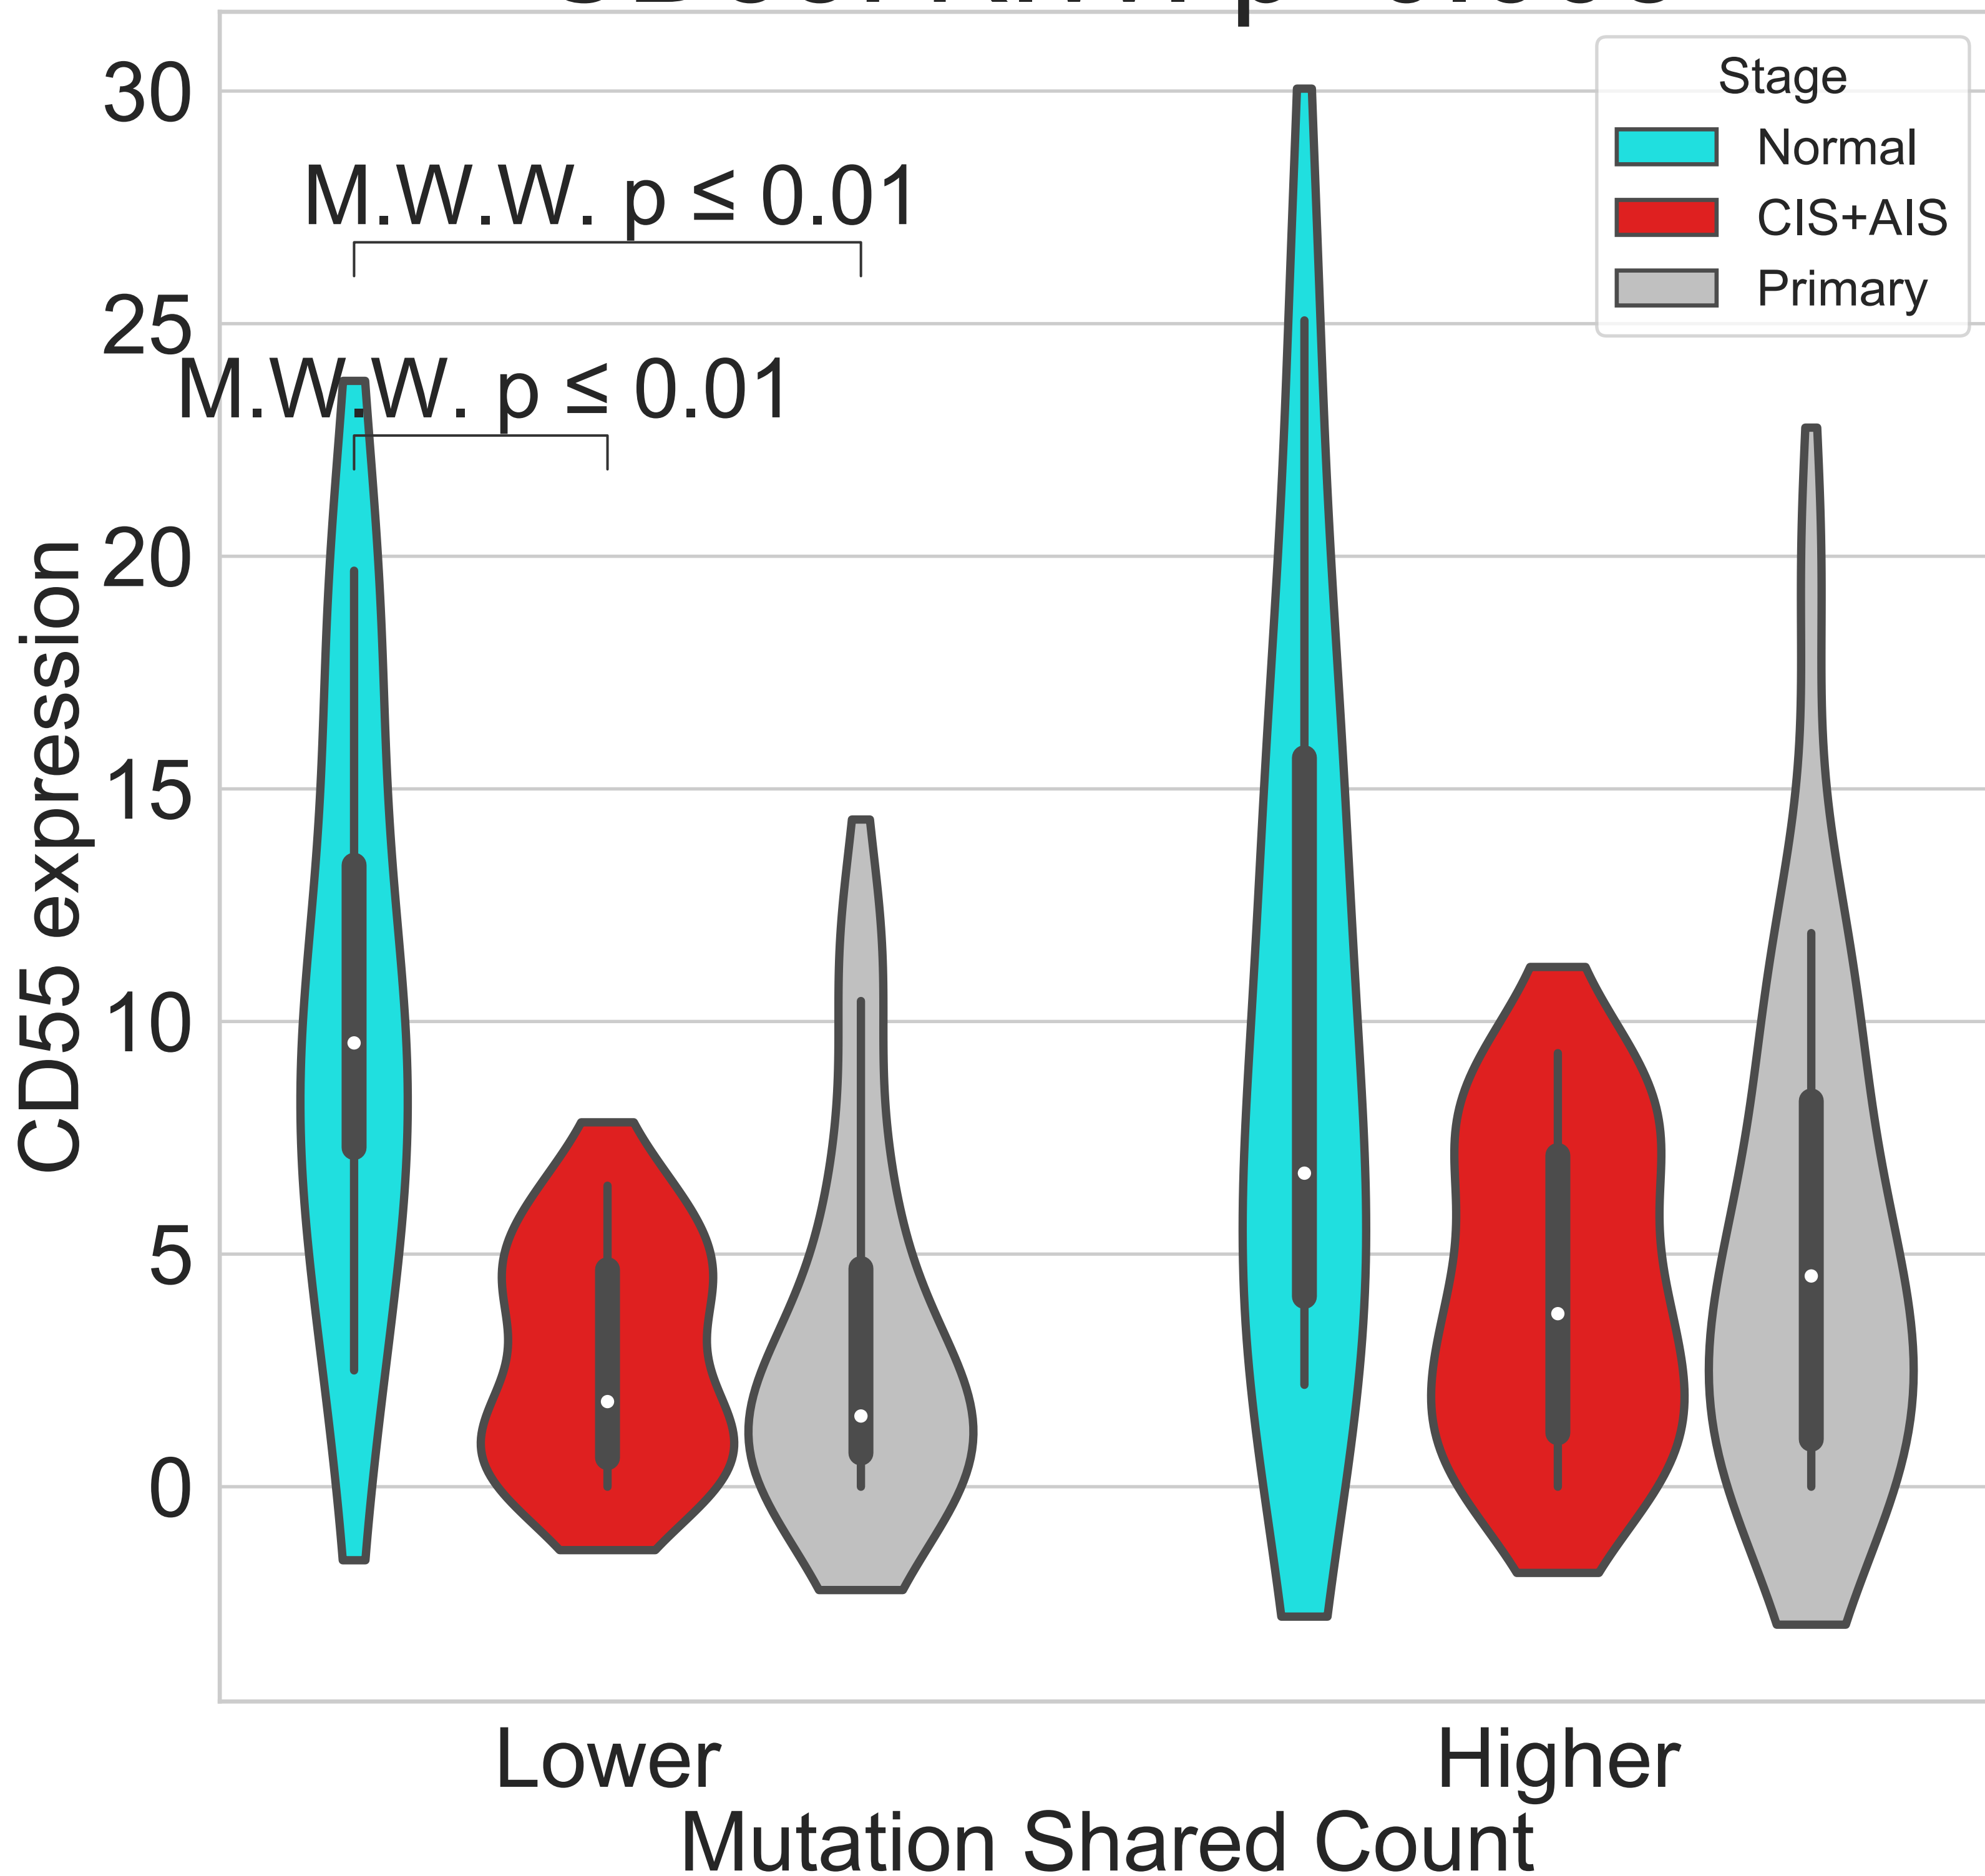 30
25
20
15
10
5
0
CD55 expression
M.W.W. p ≤ 0.01
M.W.W. p ≤ 0.01
Stage
Normal
CIS+AIS
Primary
Lower
Higher
Mutation Shared Count